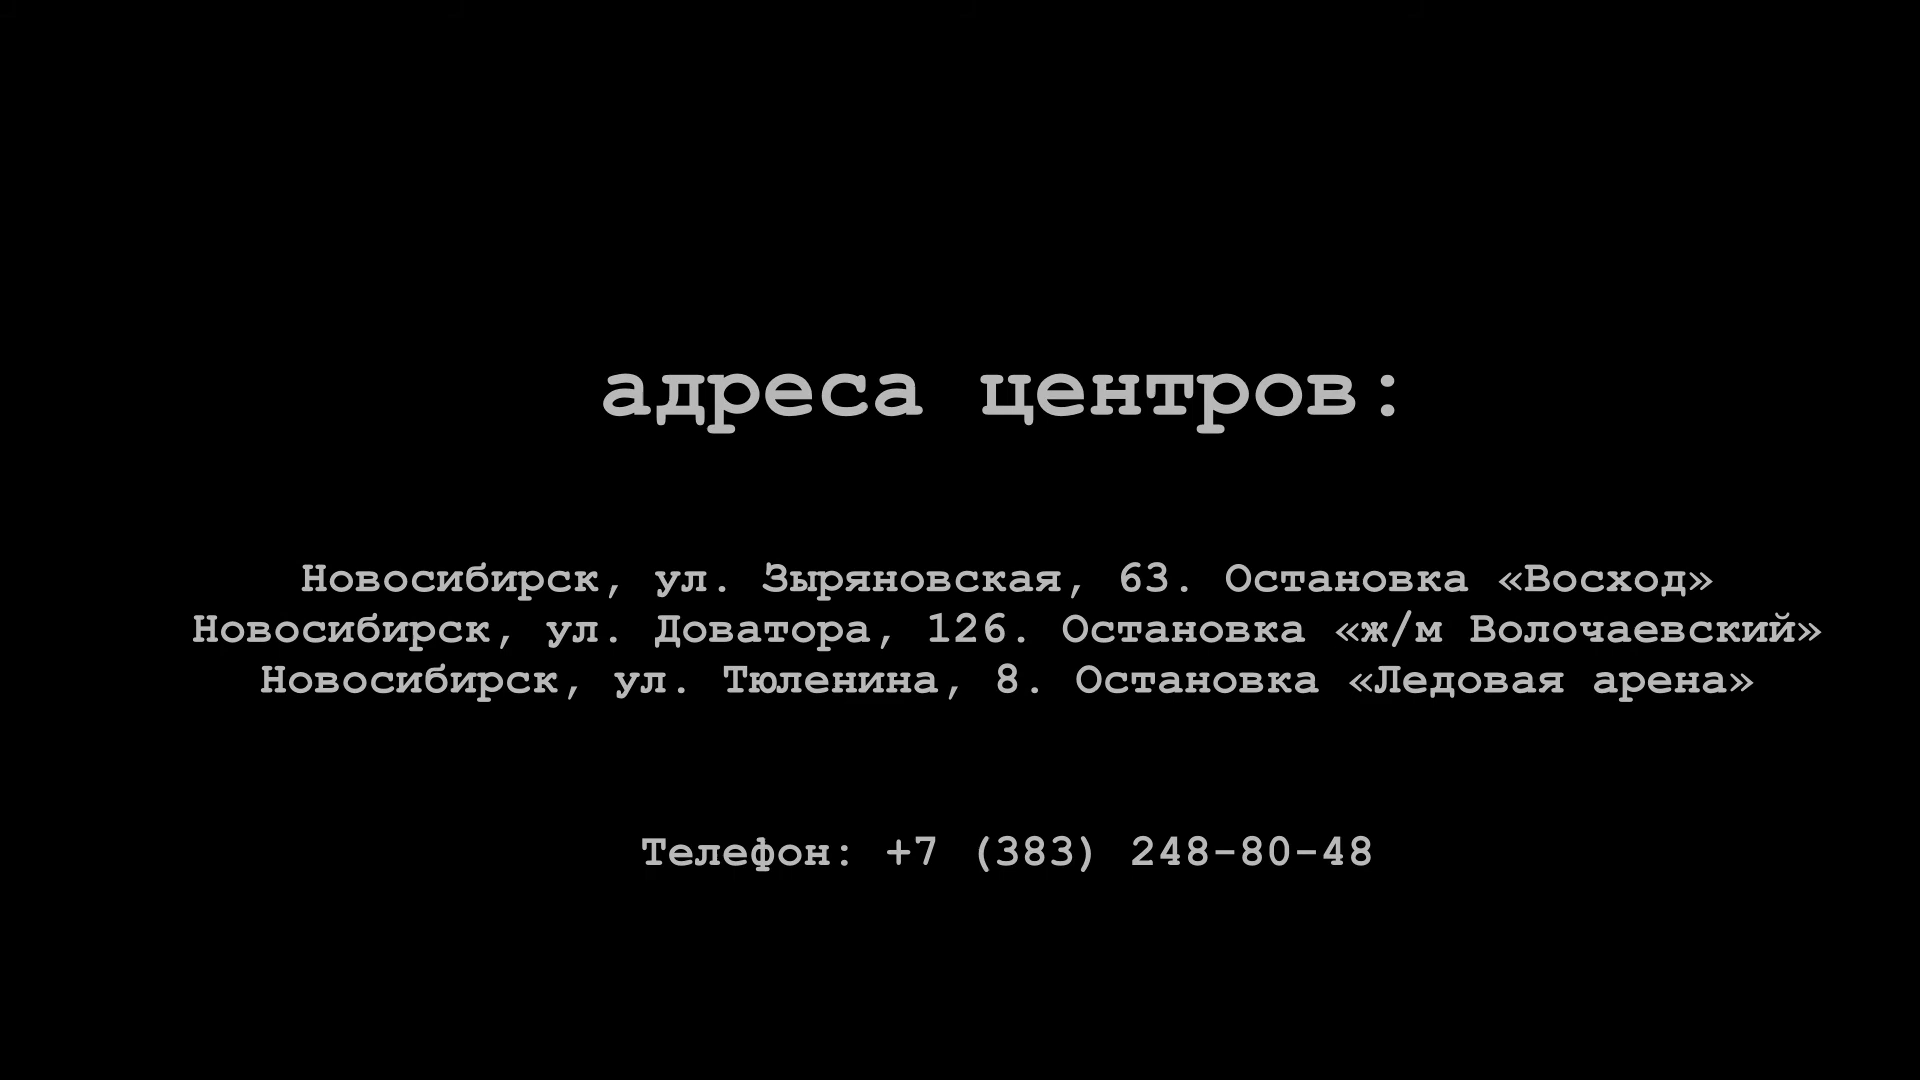 адреса центров:
Новосибирск, ул. Зыряновская, 63. Остановка «Восход»
Новосибирск, ул. Доватора, 126. Остановка «ж/м Волочаевский»
Новосибирск, ул. Тюленина, 8. Остановка «Ледовая арена»
Телефон: +7 (383) 248-80-48